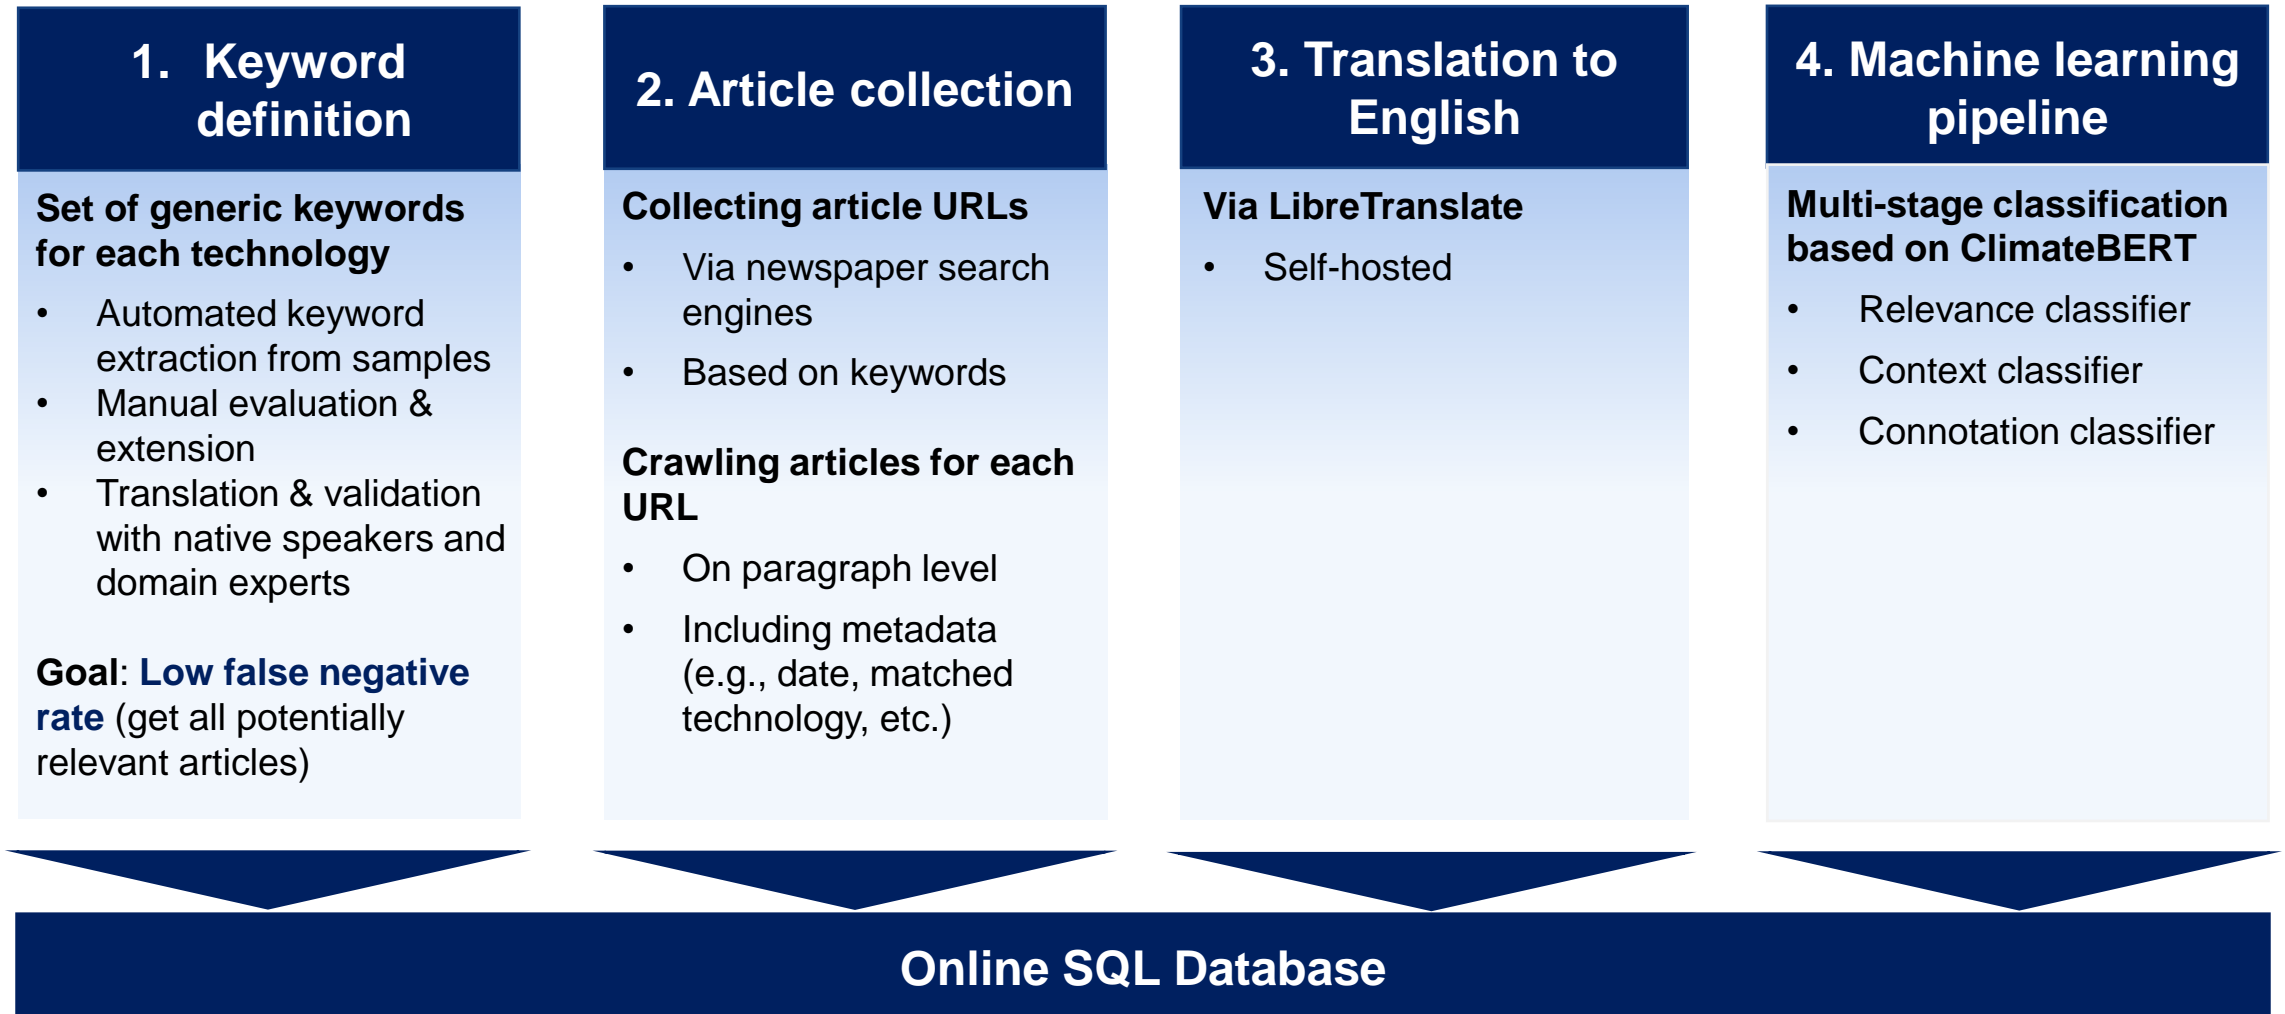 1. Keyword
definition
Set of generic keywords
for each technology
• Automated keyword
extraction from samples
• Manual evaluation &
extension
• Translation & validation
with native speakers and
domain experts
Goal: Low false negative
rate (get all potentially
relevant articles)
2. Article collection
Collecting article URLs
• Via newspaper search
engines
• Based on keywords
Crawling articles for each
URL
• On paragraph level
• Including metadata
(e.g., date, matched
technology, etc.)
3. Translation to
English
Via LibreTranslate
• Self-hosted
4. Machine learning
pipeline
Multi-stage classification
based on ClimateBERT
• Relevance classifier
• Context classifier
• Connotation classifier
Online SQL Database